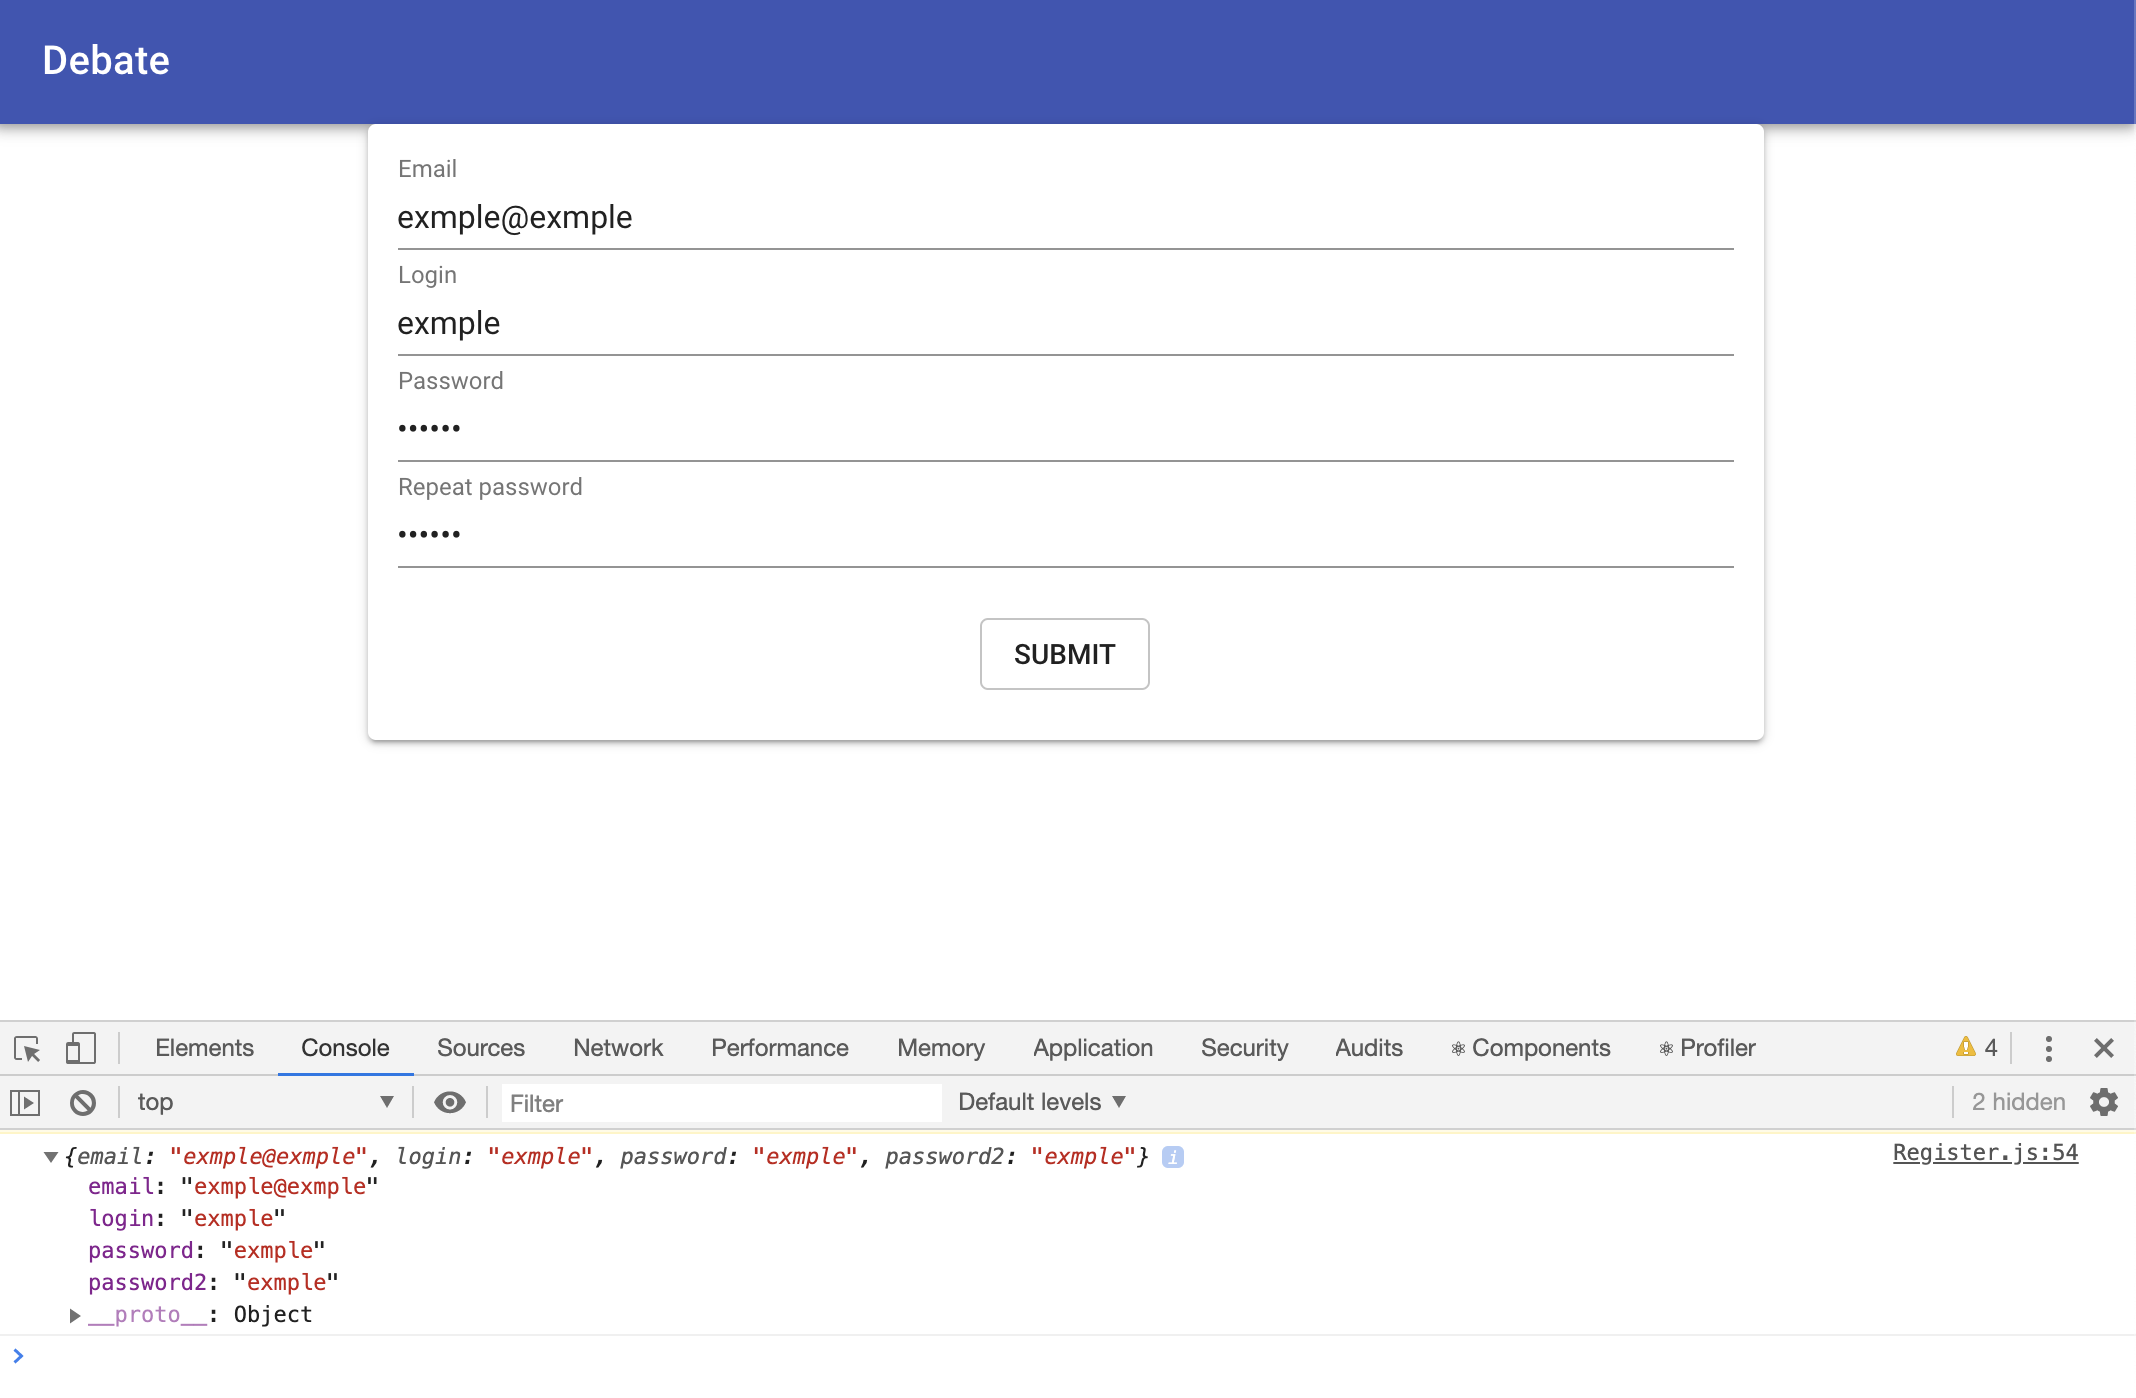 Debate
Email
exmple@exmple
Login
exmple
Password
••••••
Repeat password
••••••
SUBMIT
Elements Console Sources Network Performance Memory Application Security Audits ⚛ Components ⚛ Profiler 4
top ▼ Filter Default levels ▼ 2 hidden
▼{email: "exmple@exmple", login: "exmple", password: "exmple", password2: "exmple"} i Register.js:54
email: "exmple@exmple"
login: "exmple"
password: "exmple"
password2: "exmple"
▶__proto__: Object
>